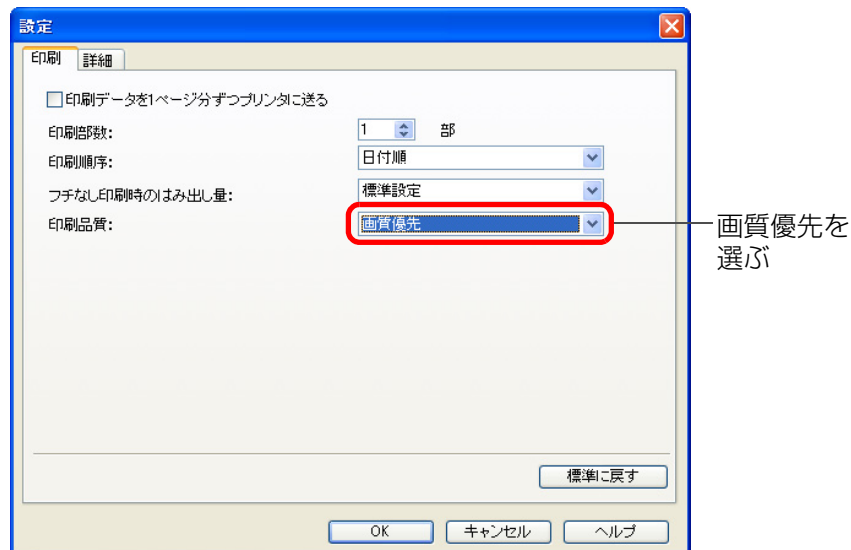 設定
印刷 詳細
印刷データを1ページ分ずつプリンタに送る
印刷部数: 1 部
印刷順序: 日付順
フチなし印刷時のはみ出し量: 標準設定
印刷品質: 画質優先
画質優先を
選ぶ
標準に戻す
OK キャンセル ヘルプ